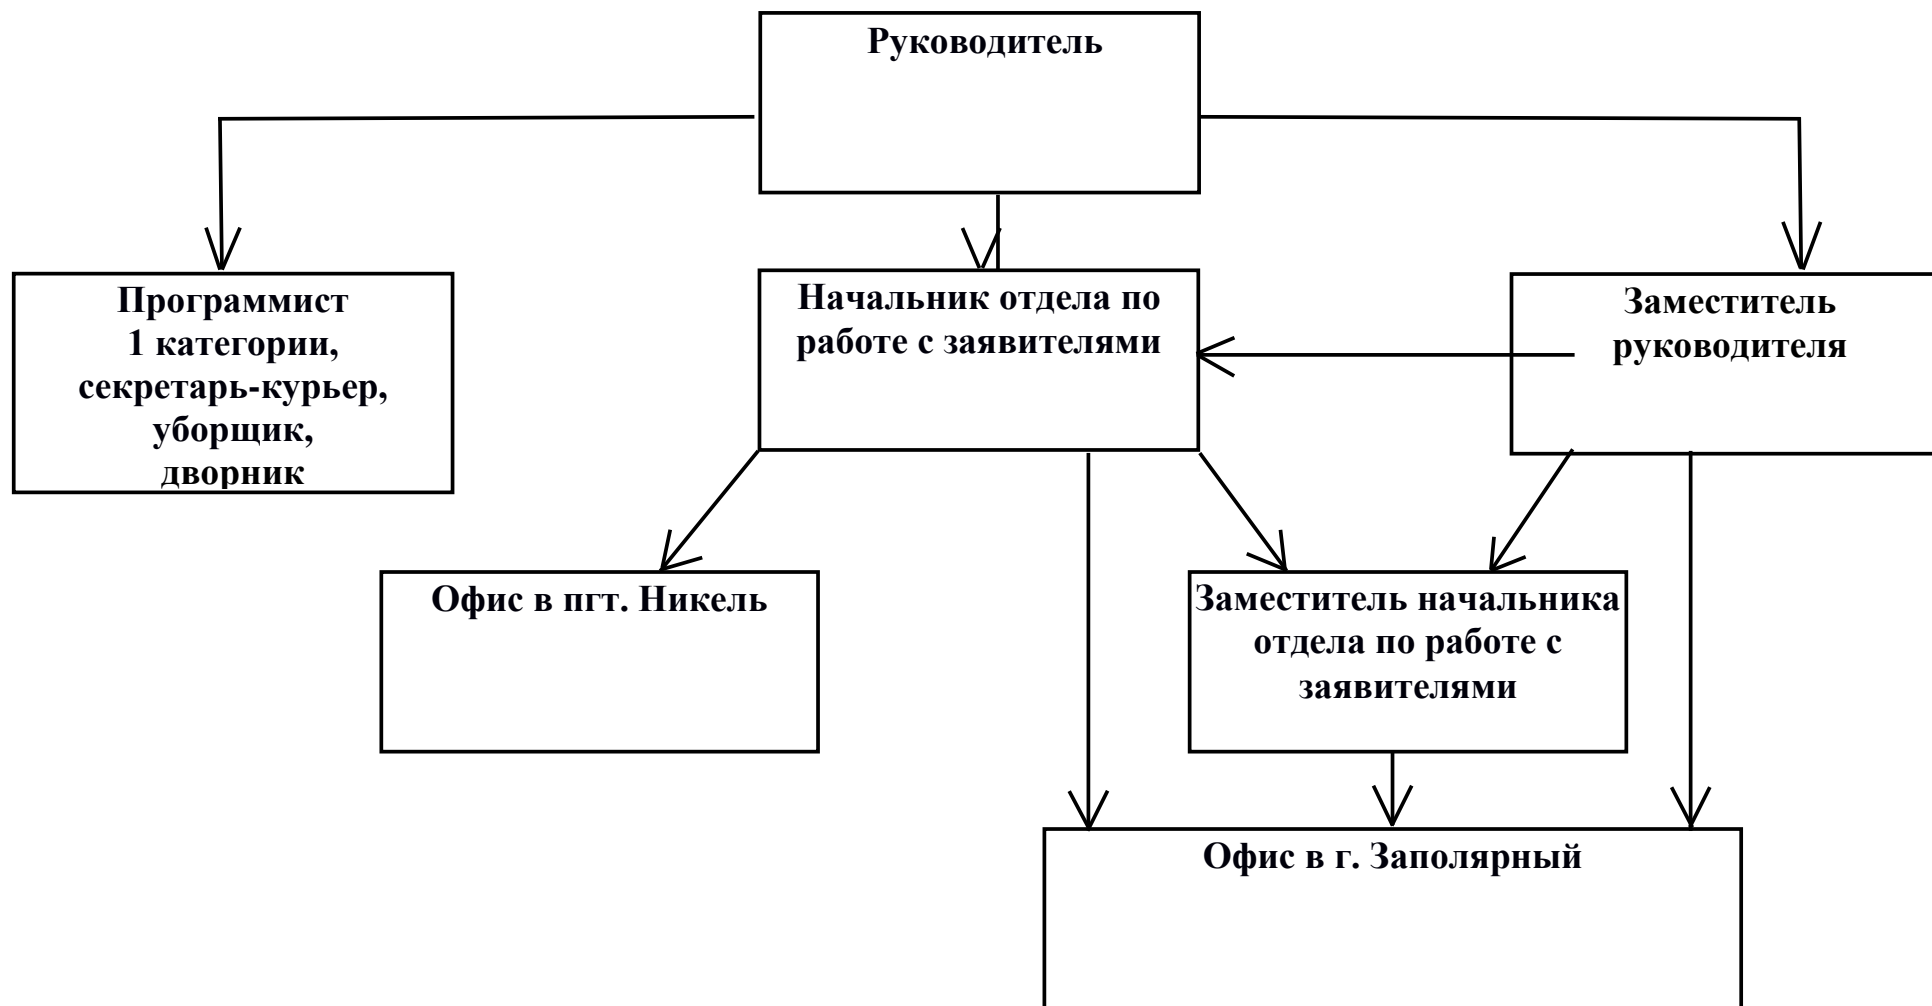 Руководитель
Программист
1 категории,
секретарь-курьер,
уборщик,
дворник
Начальник отдела по
работе с заявителями
Заместитель
руководителя
Офис в пгт. Никель
Заместитель начальника
отдела по работе с
заявителями
Офис в г. Заполярный